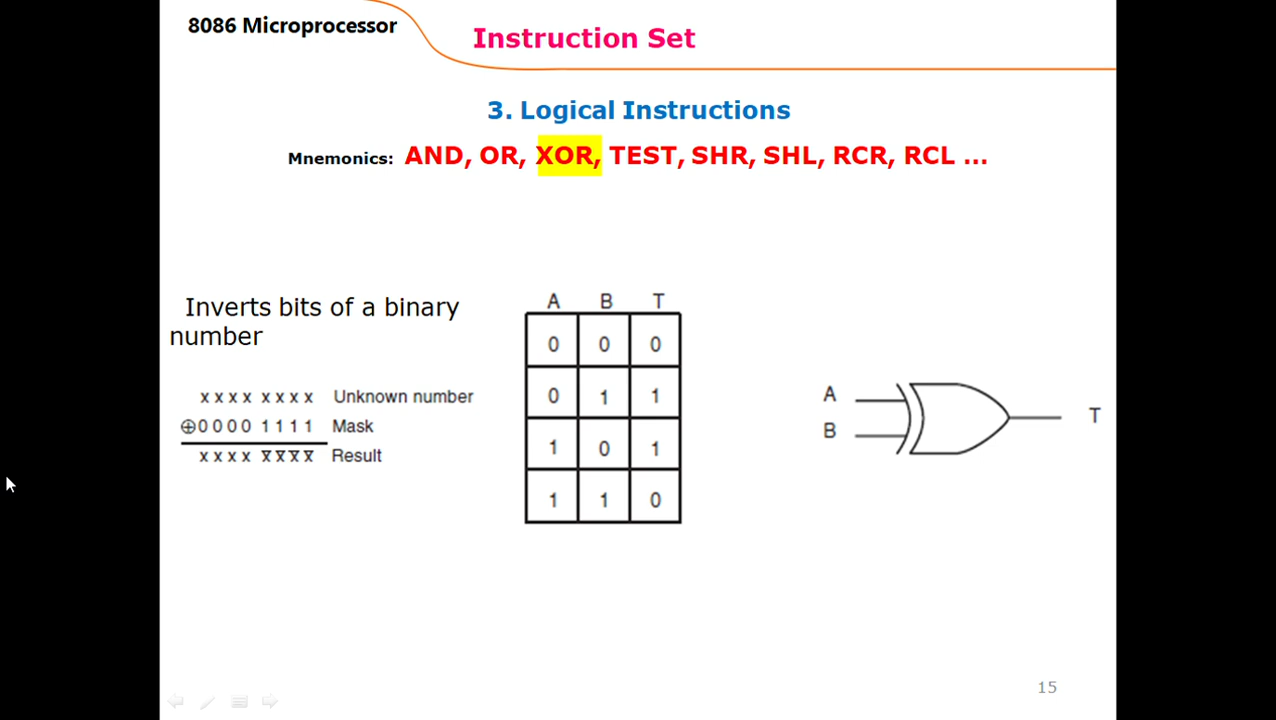 8086 Microprocessor
Instruction Set
3. Logical Instructions
Mnemonics: AND, OR, XOR, TEST, SHR, SHL, RCR, RCL ...
Inverts bits of a binary
number
x x x x x x x x Unknown number
⊕0 0 0 0 1 1 1 1 Mask
x x x x x̅ x̅ x̅ x̅ Result
A B T
0 0 0
0 1 1
1 0 1
1 1 0
A
B
T
15